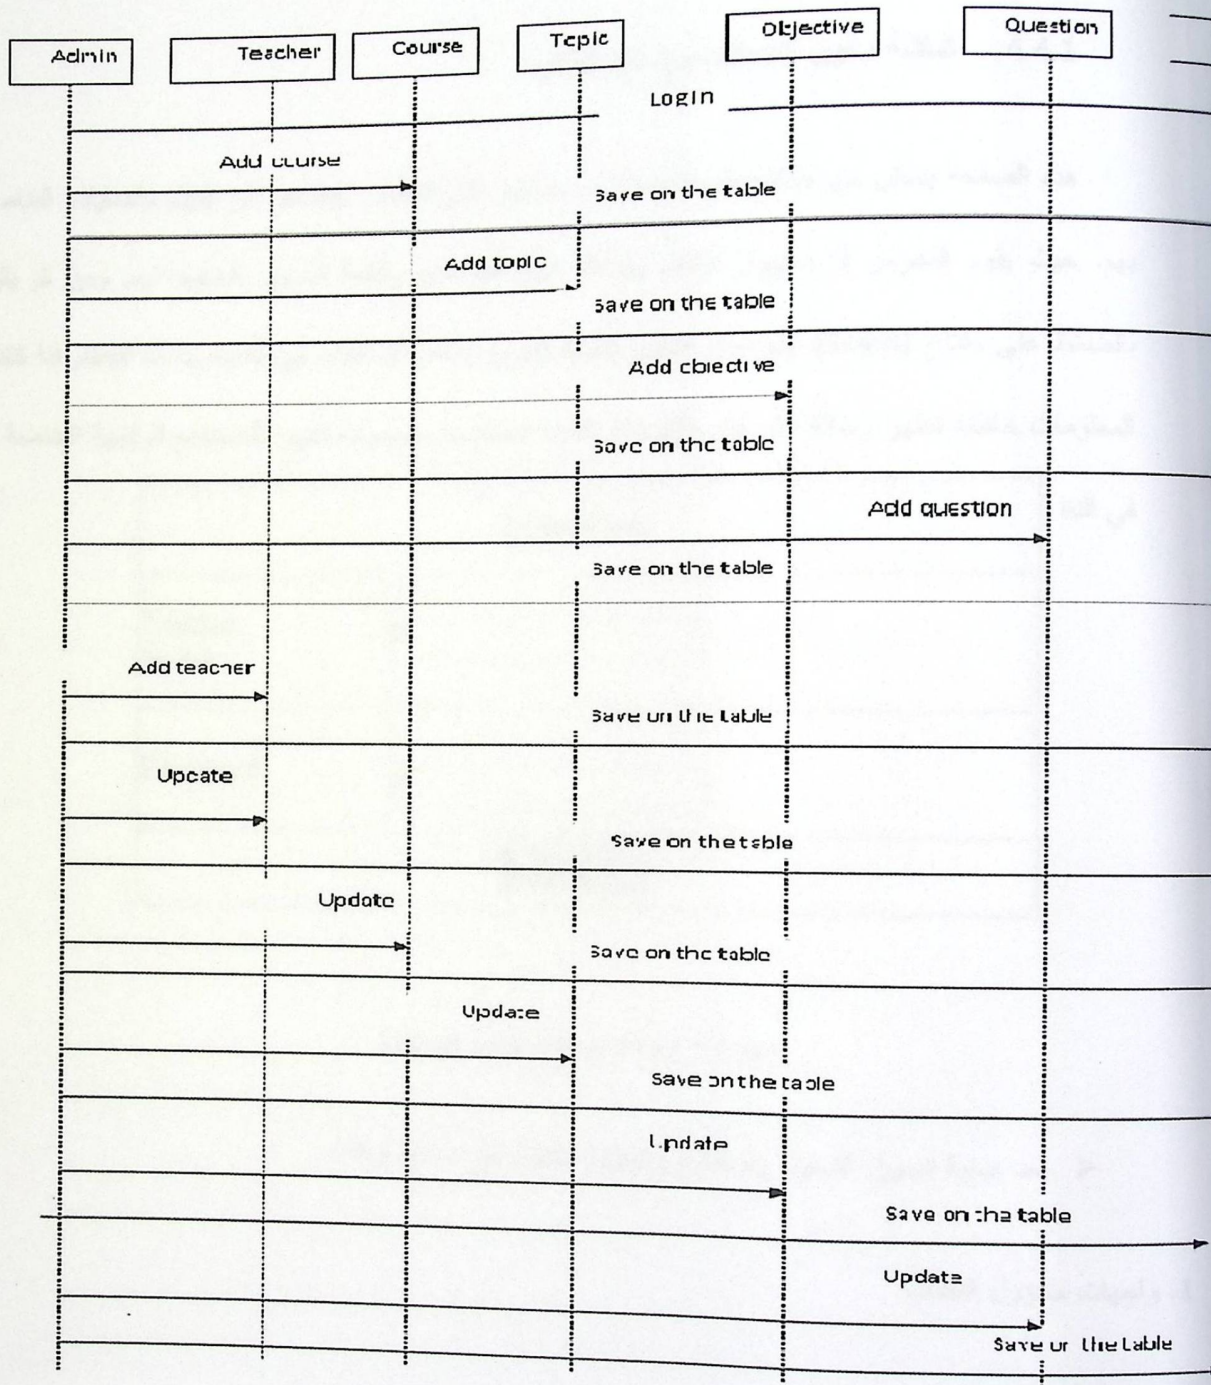 Admin
Teacher
Course
Topic
Objective
Question
Login
Add course
Save on the table
Add topic
Save on the table
Add objective
Save on the table
Add question
Save on the table
Add teacher
Save on the table
Update
Save on the table
Update
Save on the table
Update
Save on the table
Update
Save on the table
Update
Save on the table